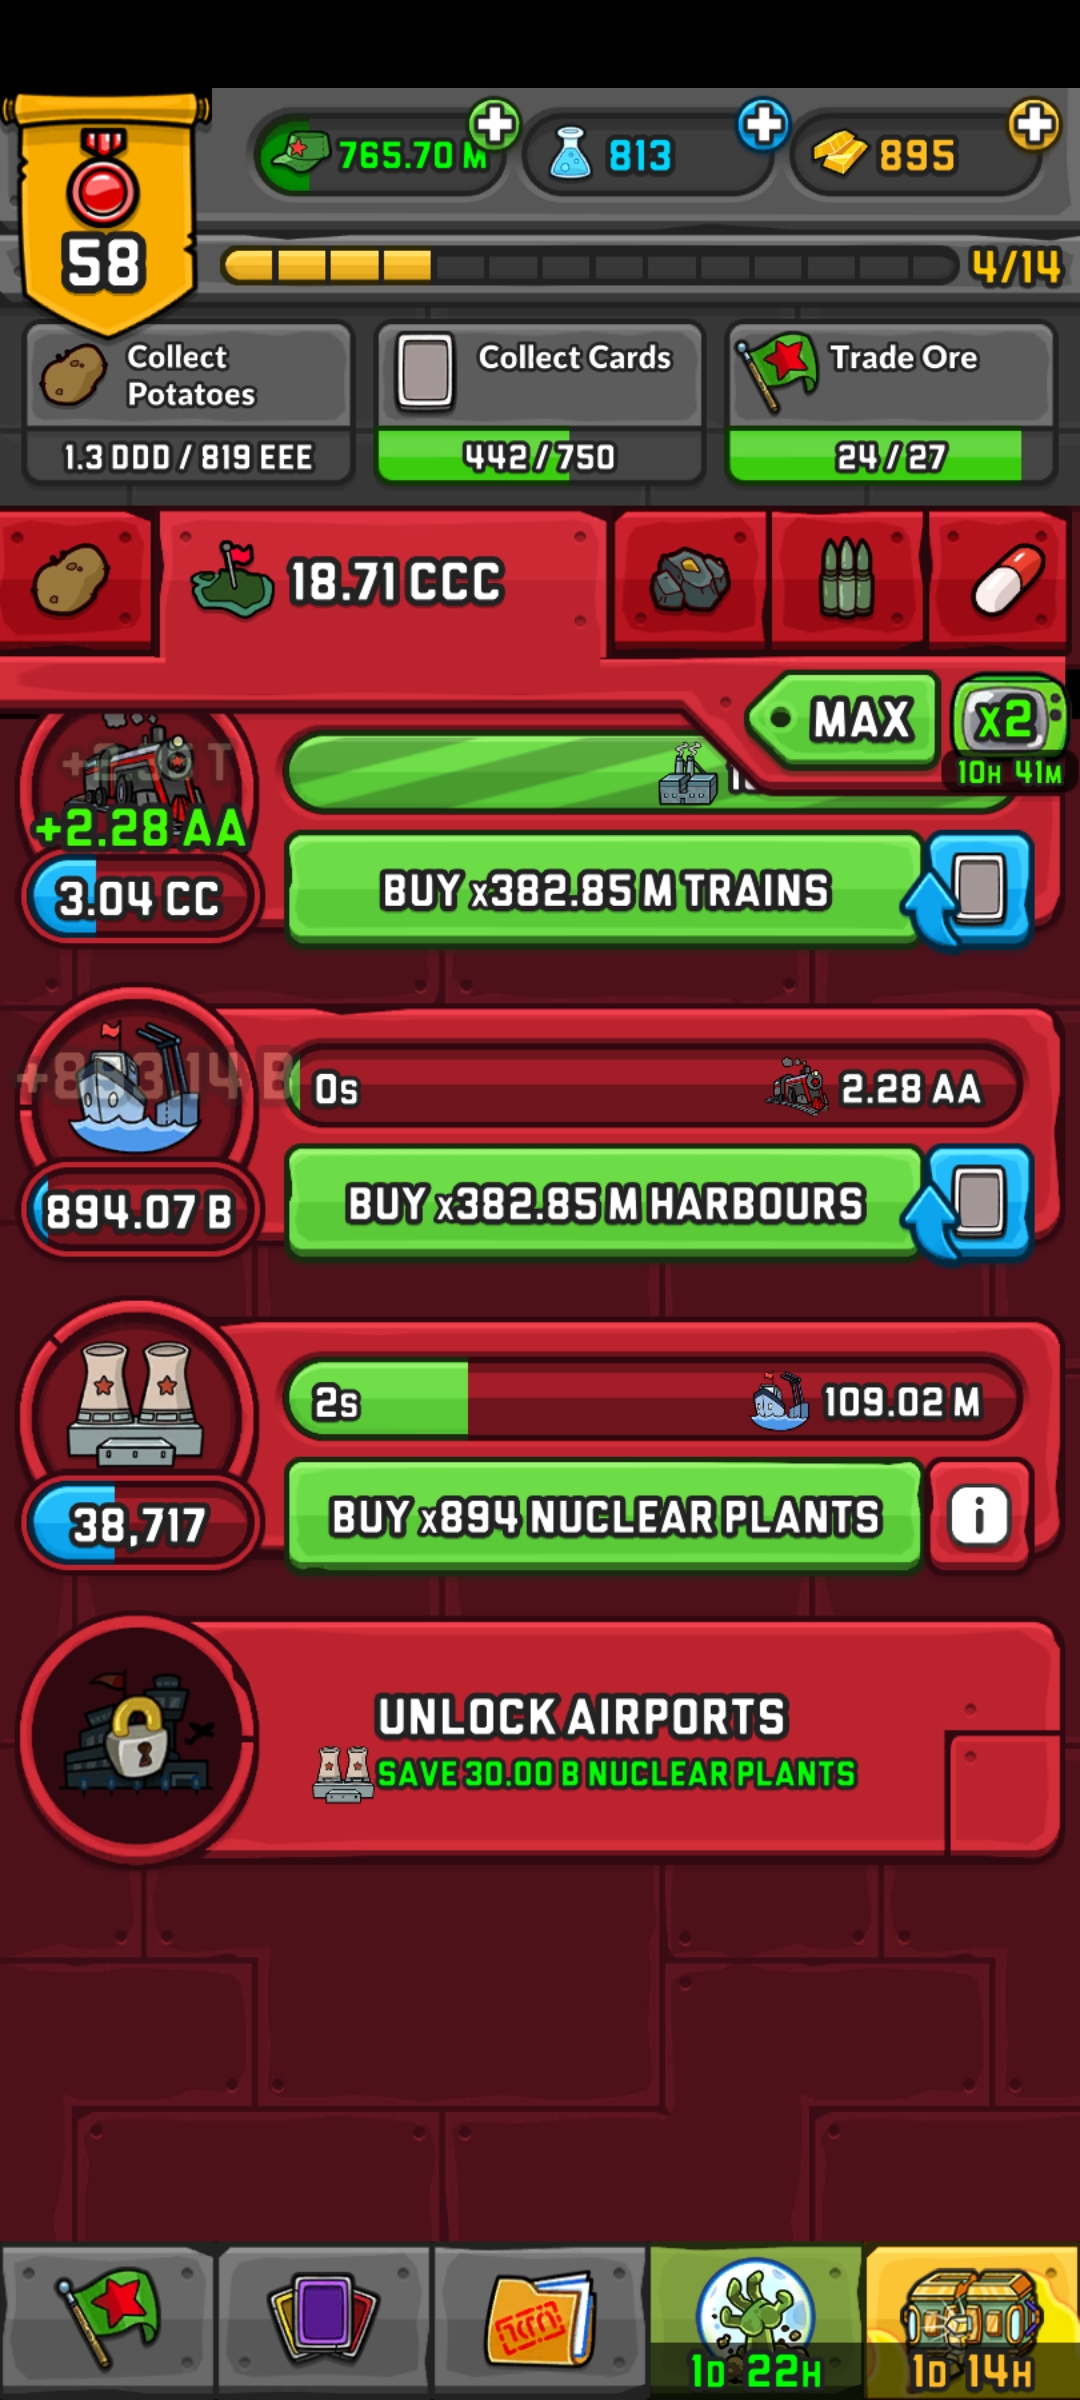 58
765.70 M
813
895
4/14
Collect
Potatoes
Collect Cards
Trade Ore
1.3 DDD / 819 EEE
442/750
24/27
18.71 CCC
MAX
x2
10H 41M
+2.28 AA
3.04 CC
BUY x382.85 M TRAINS
0s
2.28 AA
894.07 B
BUY x382.85 M HARBOURS
2s
109.02 M
38,717
BUY x894 NUCLEAR PLANTS
i
UNLOCK AIRPORTS
SAVE 30.00 B NUCLEAR PLANTS
1D 22H
1D 14H